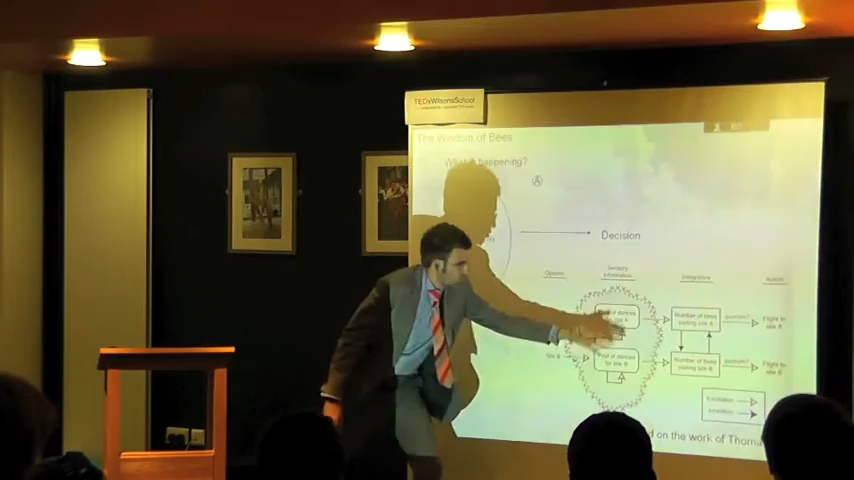 TEDxWilsonsSchool
The Wisdom of Bees
happening?
A
Decision
Options
Sensory
Information
Integrators
Action
Number of bees
visiting site A
Quorum?
Flight to
site A
for site B
Number of bees
visiting site B
Quorum?
Flight to
site B
Excitation
Inhibition
on the work of Thoma